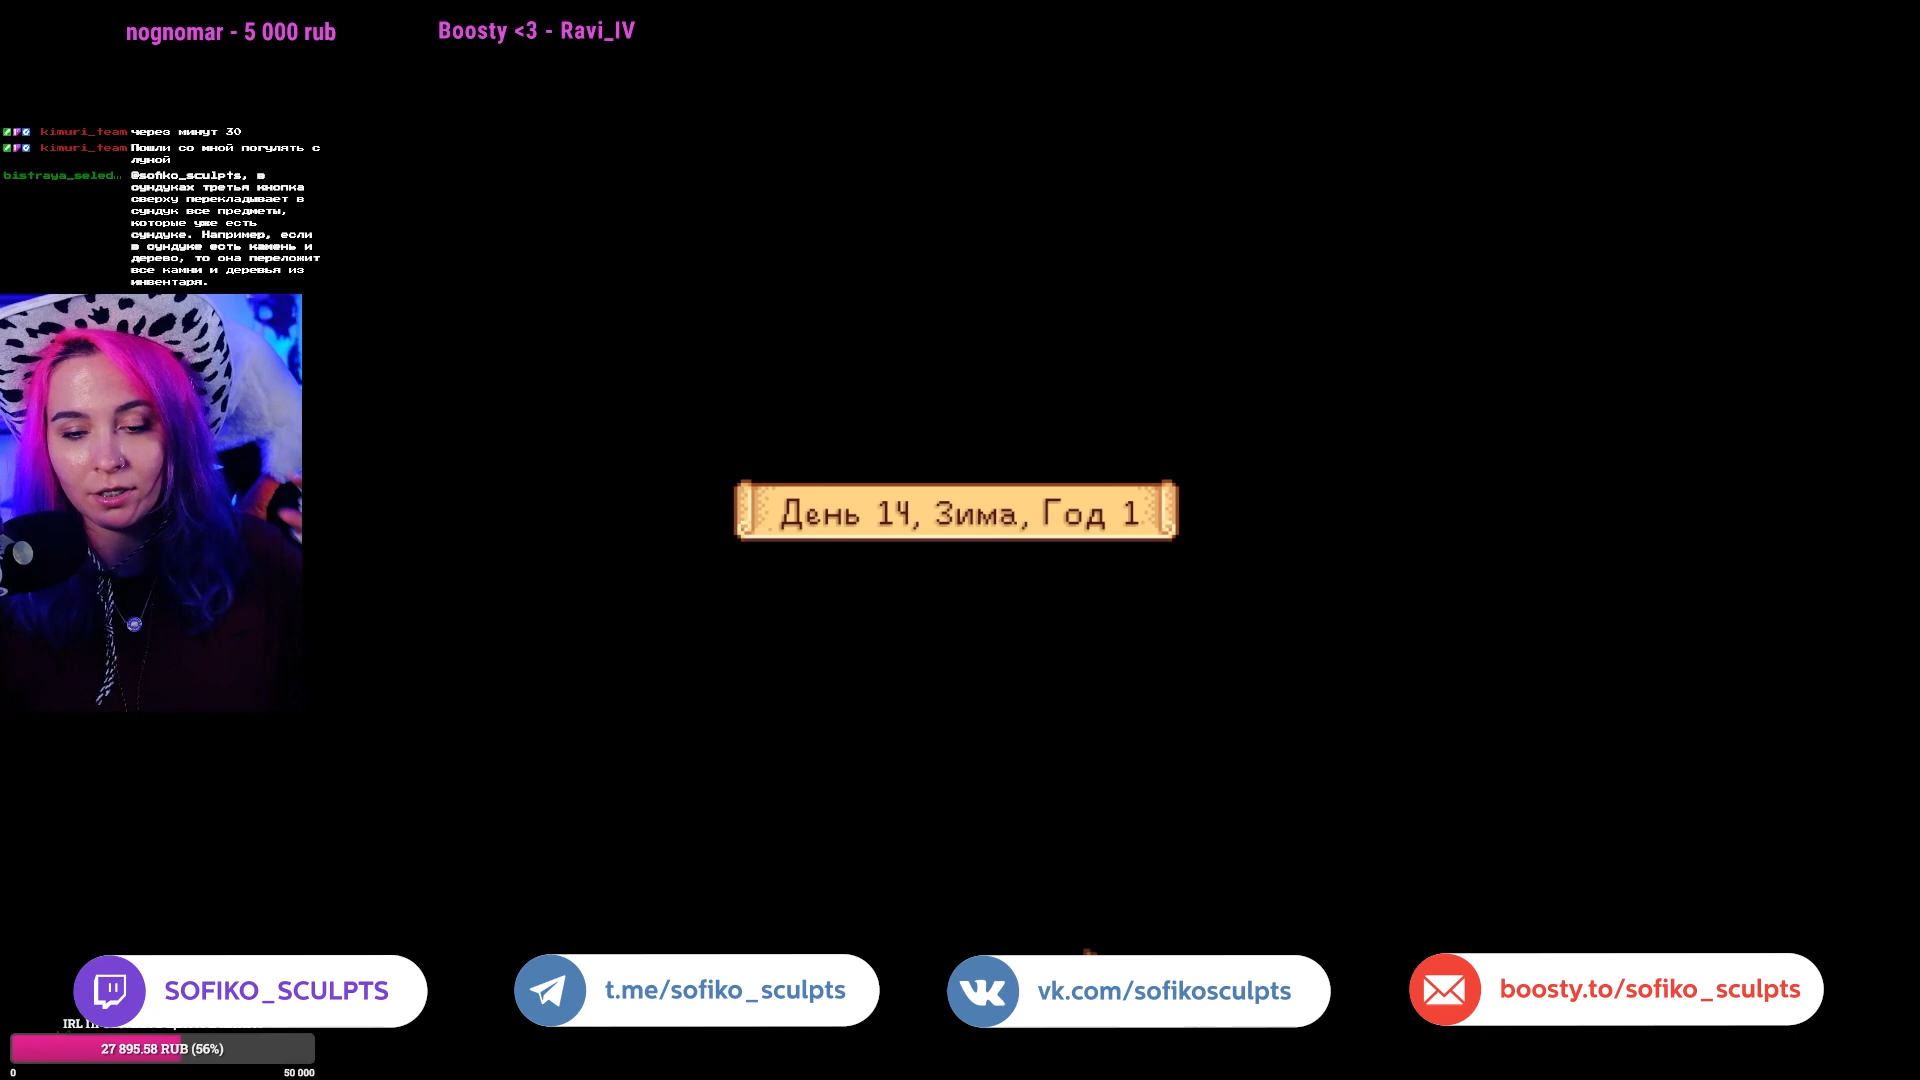 nognomar - 5 000 rub
Boosty <3 - Ravi_IV
kimuri_team через минут 30
kimuri_team Пошли со мной погулять с
луной
bistraya_seled… @sofiko_sculpts, в
сундуках третья кнопка
сверху перекладывает в
сундук все предметы,
которые уже есть
сундуке. Например, если
в сундуке есть камень и
дерево, то она переложит
все камни и деревья из
инвентаря.
День 14, Зима, Год 1
SOFIKO_SCULPTS
t.me/sofiko_sculpts
vk.com/sofikosculpts
boosty.to/sofiko_sculpts
IRL
27 895.58 RUB (56%)
0
50 000